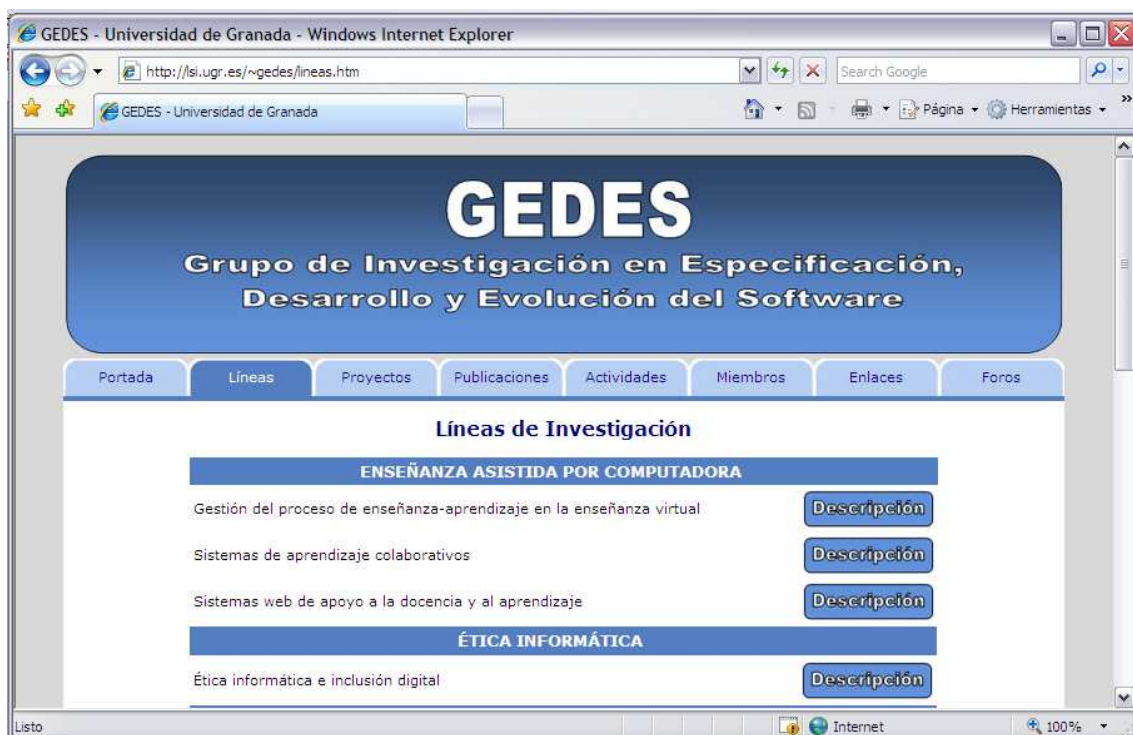 GEDES - Universidad de Granada - Windows Internet Explorer
http://lsi.ugr.es/~gedes/lineas.htm
Search Google
GEDES - Universidad de Granada
Página
Herramientas
»
GEDES
Grupo de Investigación en Especificación,
Desarrollo y Evolución del Software
Portada
Líneas
Proyectos
Publicaciones
Actividades
Miembros
Enlaces
Foros
Líneas de Investigación
ENSEÑANZA ASISTIDA POR COMPUTADORA
Gestión del proceso de enseñanza-aprendizaje en la enseñanza virtual
Descripción
Sistemas de aprendizaje colaborativos
Descripción
Sistemas web de apoyo a la docencia y al aprendizaje
Descripción
ÉTICA INFORMÁTICA
Ética informática e inclusión digital
Descripción
Listo
Internet
100%